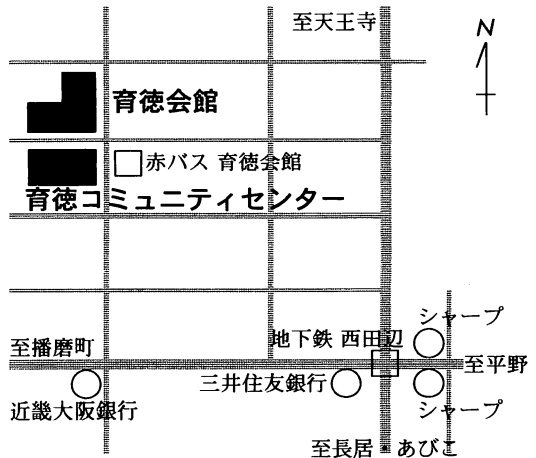 至天王寺
N
育徳会館
赤バス 育徳会館
育徳コミュニティセンター
シャープ
地下鉄 西田辺
至播磨町
至平野
三井住友銀行
近畿大阪銀行
シャープ
至長居・あびこ